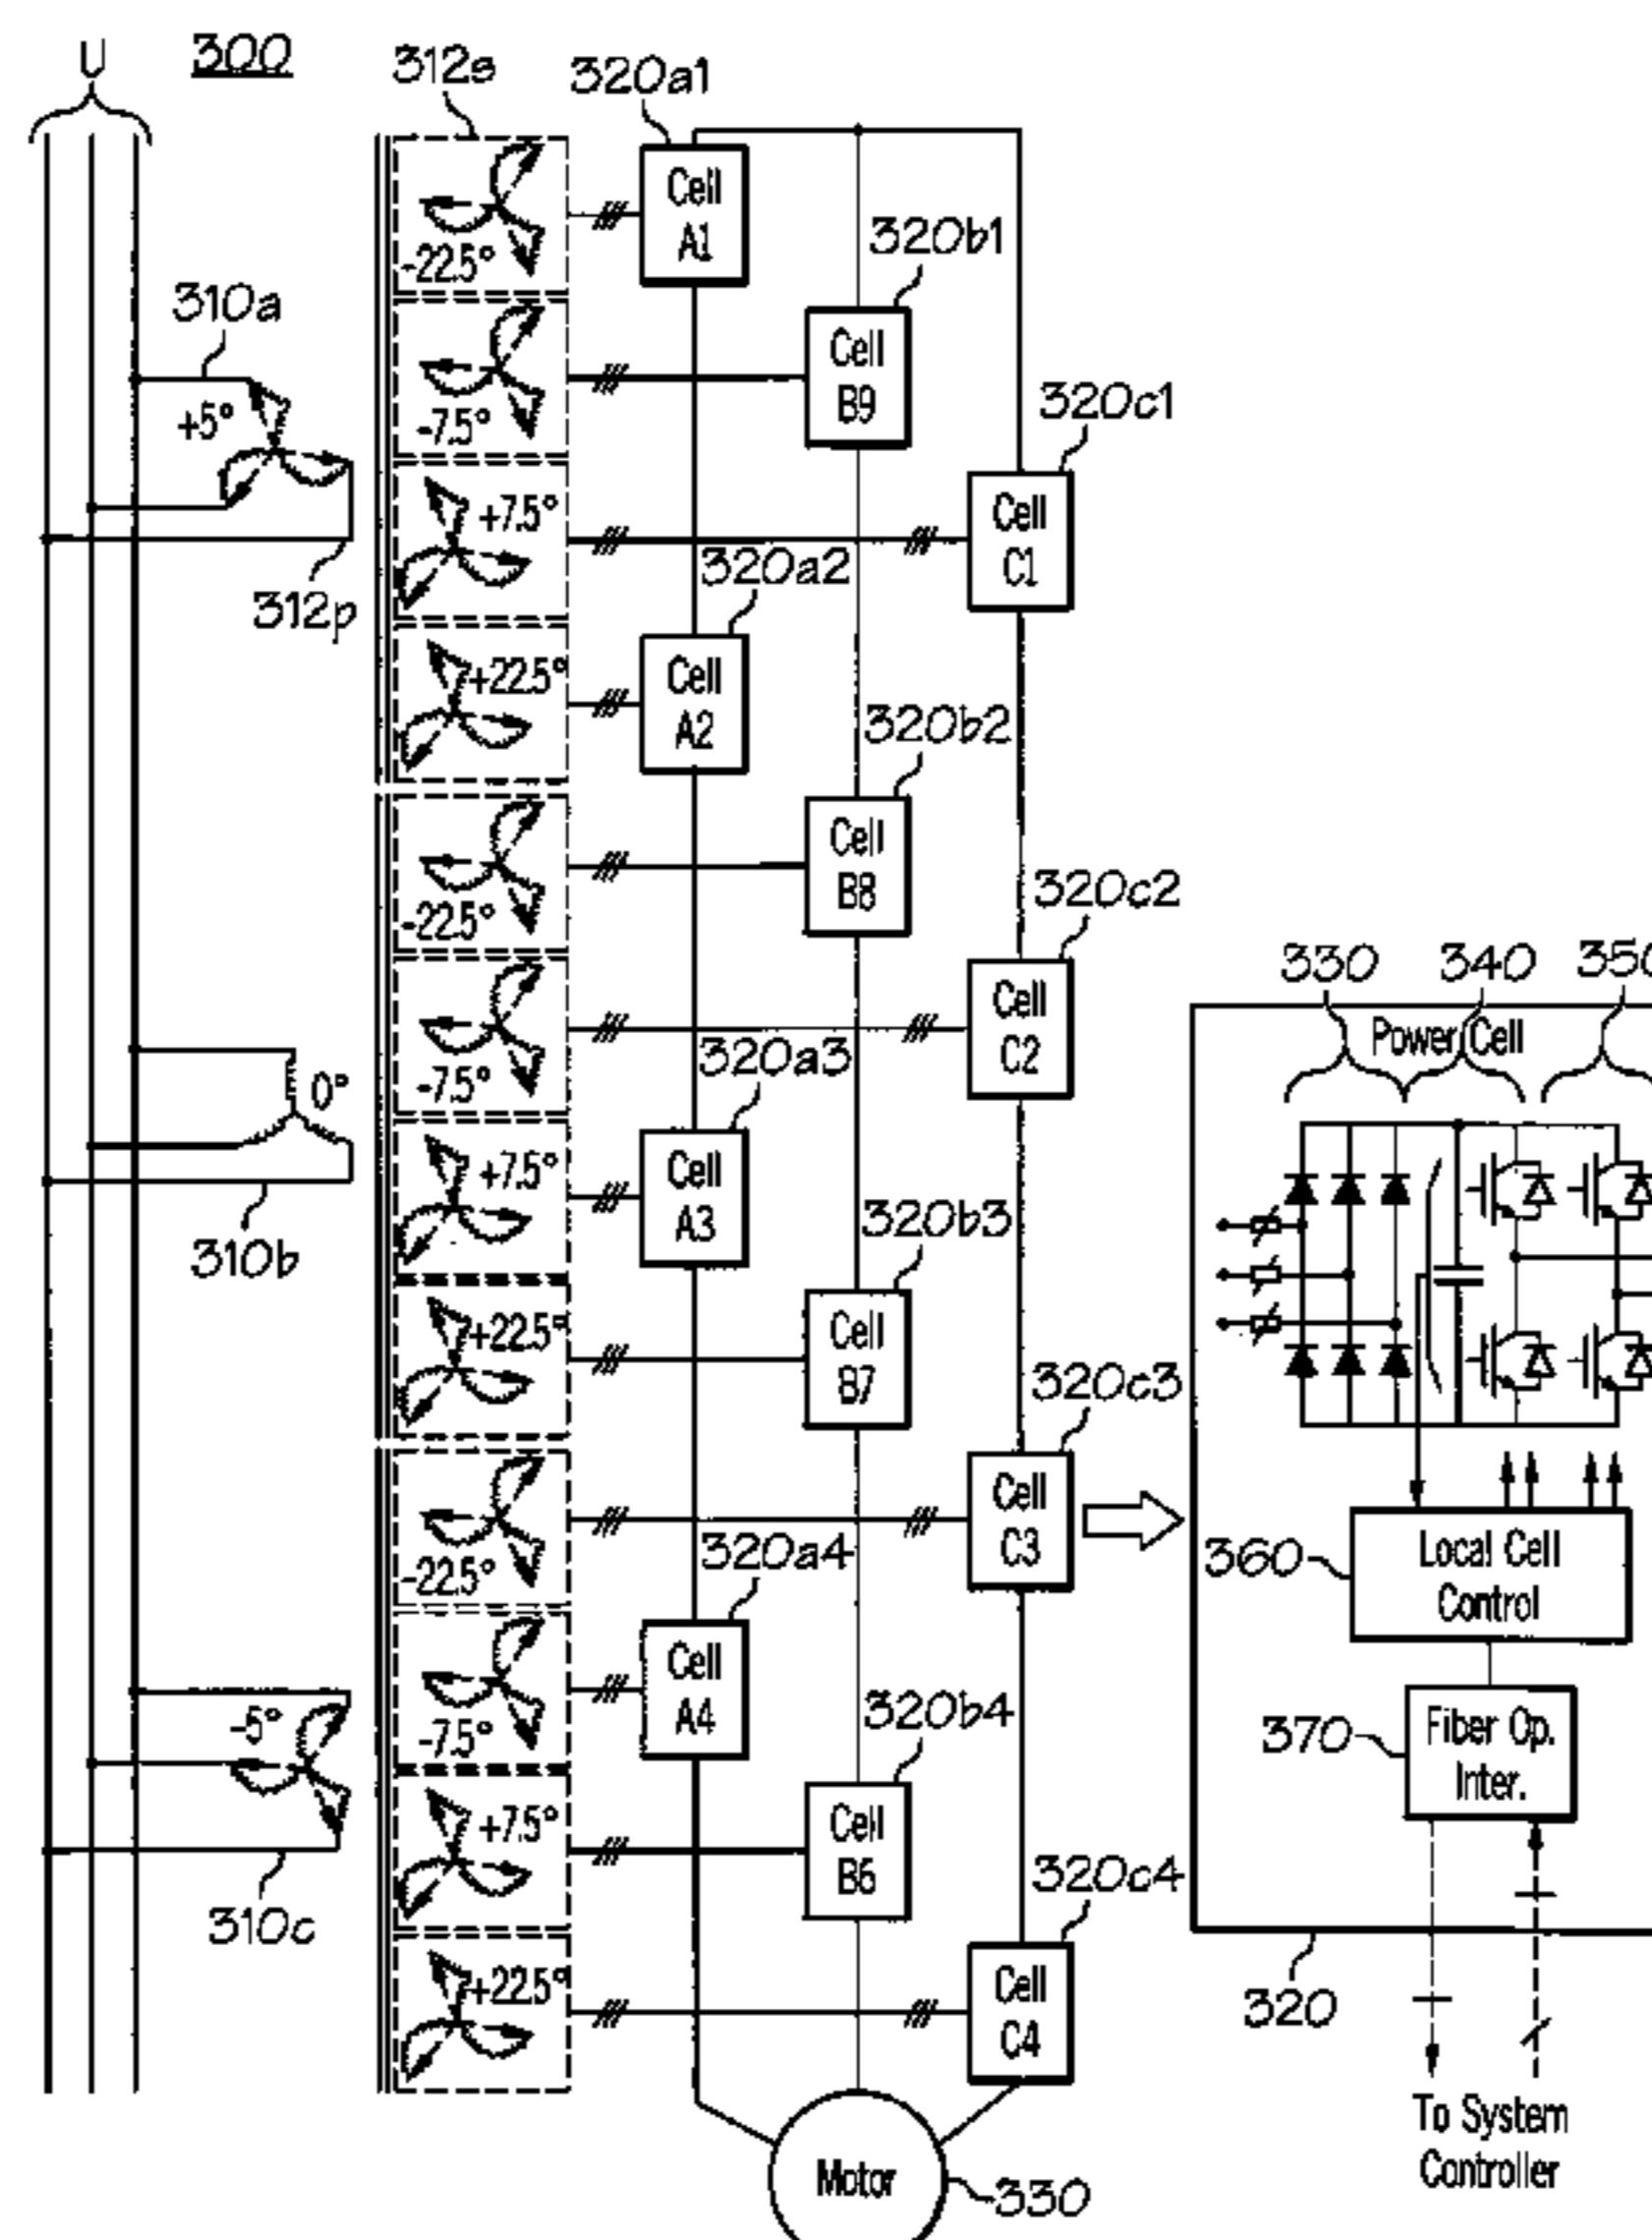 U
300
312s
320a1
Cell
A1
-22.5°
320b1
Cell
B9
-7.5°
310a
+5°
320c1
Cell
C1
+7.5°
312p
320a2
Cell
A2
+22.5°
320b2
Cell
B8
-22.5°
320c2
Cell
C2
-7.5°
0°
310b
320a3
Cell
A3
+7.5°
320b3
Cell
B7
+22.5°
320c3
Cell
C3
-22.5°
320a4
Cell
A4
-7.5°
-5°
310c
320b4
Cell
B6
+7.5°
320c4
Cell
C4
+22.5°
Motor
330
330
340
Power Cell
360
Local Cell
Control
370
Fiber Op.
Inter.
320
To System
Controller